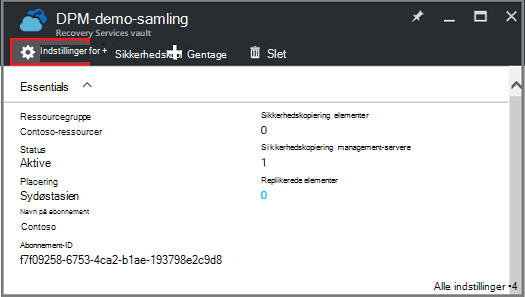 DPM-demo-samling
Recovery Services vault
Indstillinger for + Sikkerhedsko Gentage Slet
Essentials
Ressourcegruppe
Contoso-ressourcer
Status
Aktive
Placering
Sydøstasien
Navn på abonnement
Contoso
Abonnement-ID
f7f09258-6753-4ca2-b1ae-193798e2c9d8
Sikkerhedskopiering elementer
0
Sikkerhedskopiering management-servere
1
Replikerede elementer
0
Alle indstillinger •4